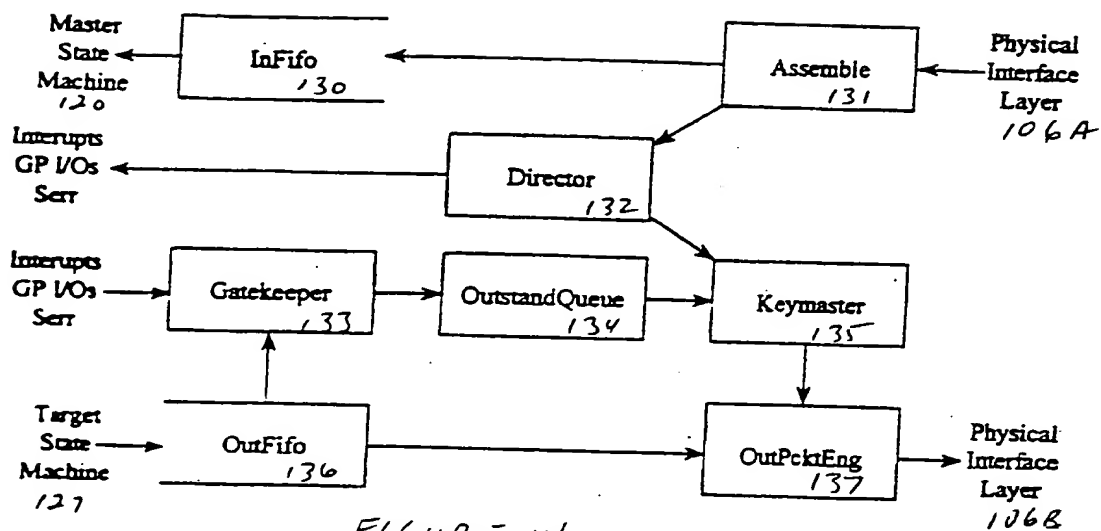 Master
State
Machine
120
InFifo
130
Assemble
131
Physical
Interface
Layer
106A
Interupts
GP I/Os
Serr
Director
132
Interupts
GP I/Os
Serr
Gatekeeper
133
OutstandQueue
134
Keymaster
135
Target
State
Machine
127
OutFifo
136
OutPcktEng
137
Physical
Interface
Layer
106B